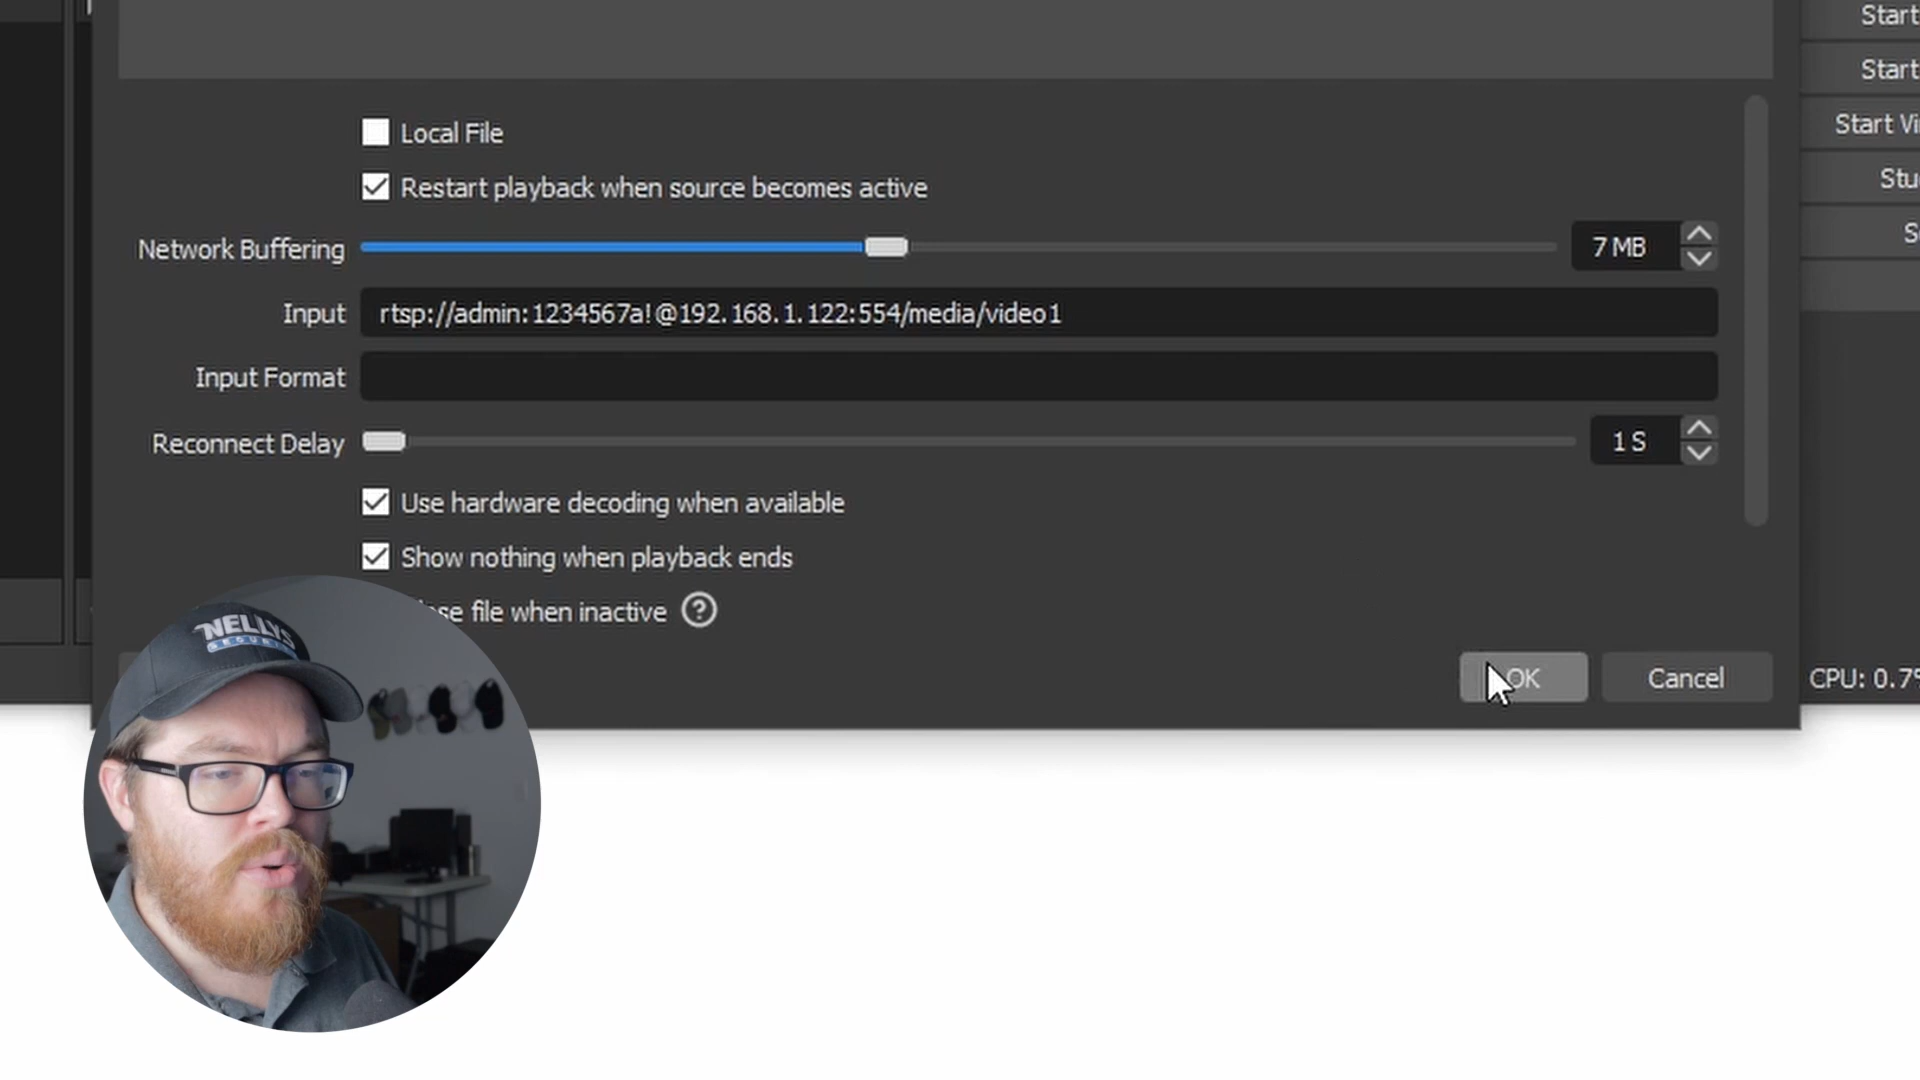 Start
Start
Local File
Start Vi
Restart playback when source becomes active
Stu
Network Buffering
7 MB
S
Input
rtsp://admin:1234567a!@192.168.1.122:554/media/video1
Input Format
Reconnect Delay
1 S
Use hardware decoding when available
Show nothing when playback ends
se file when inactive ?
OK
Cancel
CPU: 0.7%
NELLYS
SECURITY